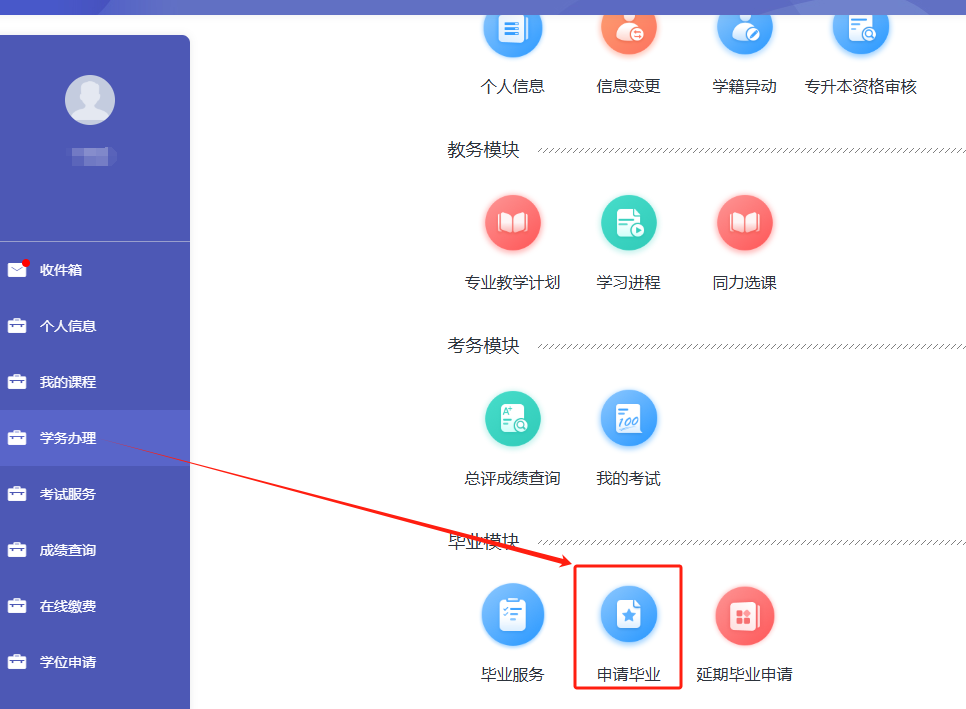 个人信息 信息变更 学籍异动 专升本资格审核
教务模块
专业教学计划 学习进程 同力选课
考务模块
A+
100
总评成绩查询 我的考试
毕业模块
毕业服务 申请毕业 延期毕业申请
收件箱
个人信息
我的课程
学务办理
考试服务
成绩查询
在线缴费
学位申请